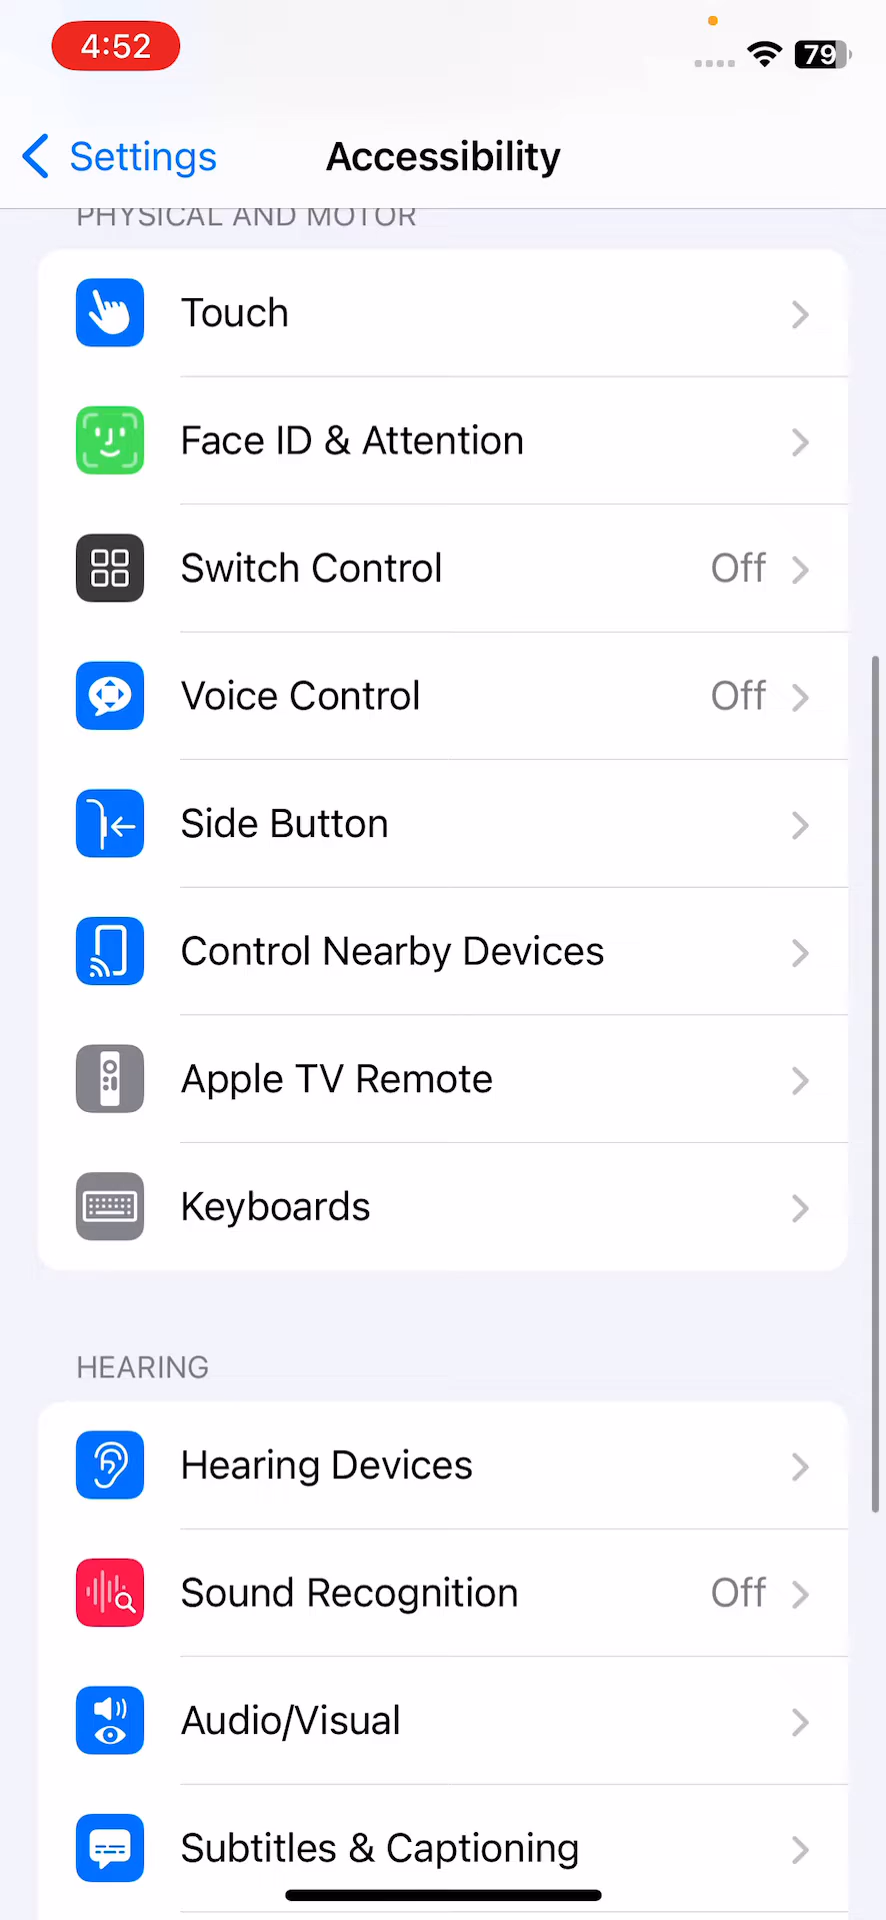 4:52
79
Settings
Accessibility
PHYSICAL AND MOTOR
Touch
Face ID & Attention
Switch Control Off
Voice Control Off
Side Button
Control Nearby Devices
Apple TV Remote
Keyboards
HEARING
Hearing Devices
Sound Recognition Off
Audio/Visual
Subtitles & Captioning